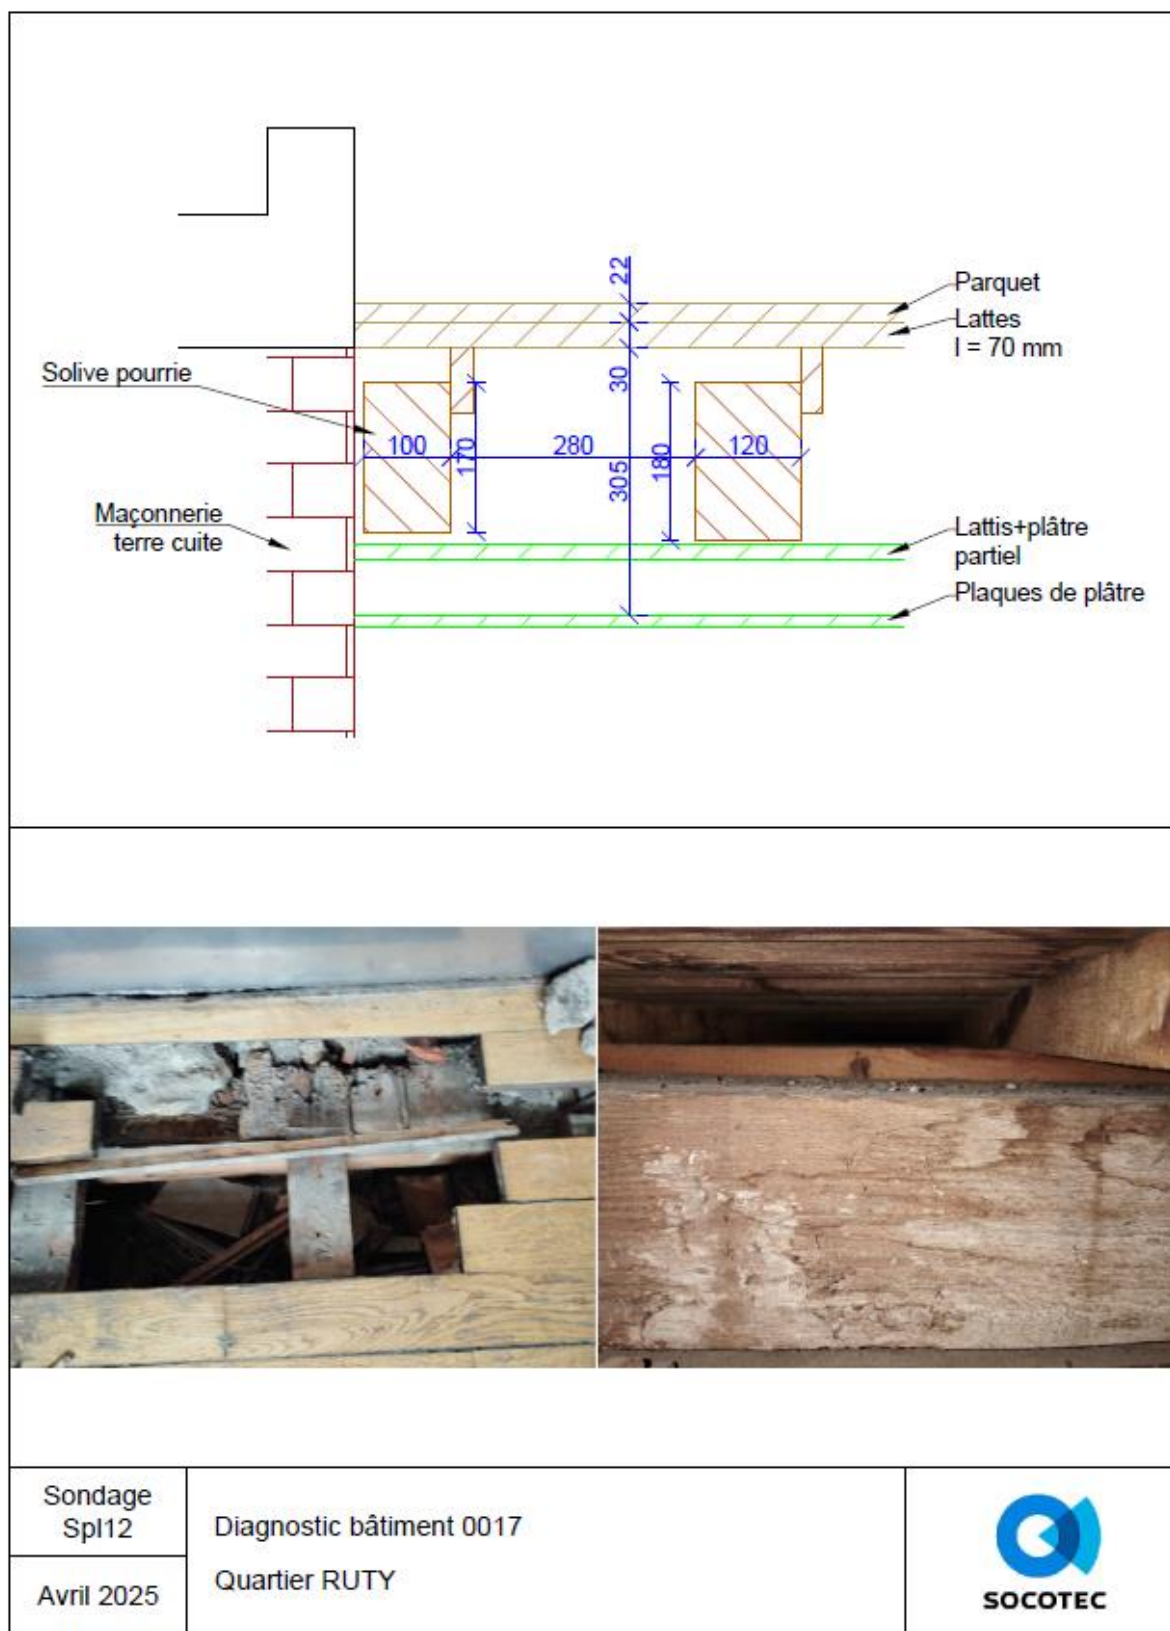 22
Parquet
Lattes
l = 70 mm
Solive pourrie
30
100
170
280
305
180
120
Maçonnerie
terre cuite
Lattis+plâtre
partiel
Plaques de plâtre
Sondage
Spl12
Avril 2025
Diagnostic bâtiment 0017
Quartier RUTY
SOCOTEC